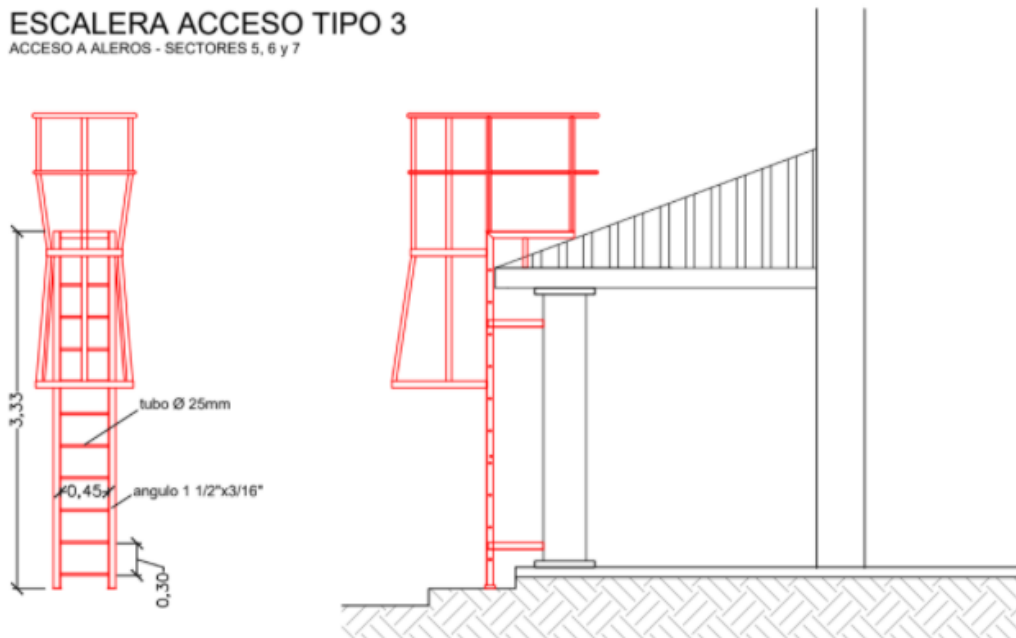 ESCALERA ACCESO TIPO 3
ACCESO A ALEROS - SECTORES 5, 6 y 7
3,33
tubo Ø 25mm
0,45
angulo 1 1/2"x3/16"
0,30